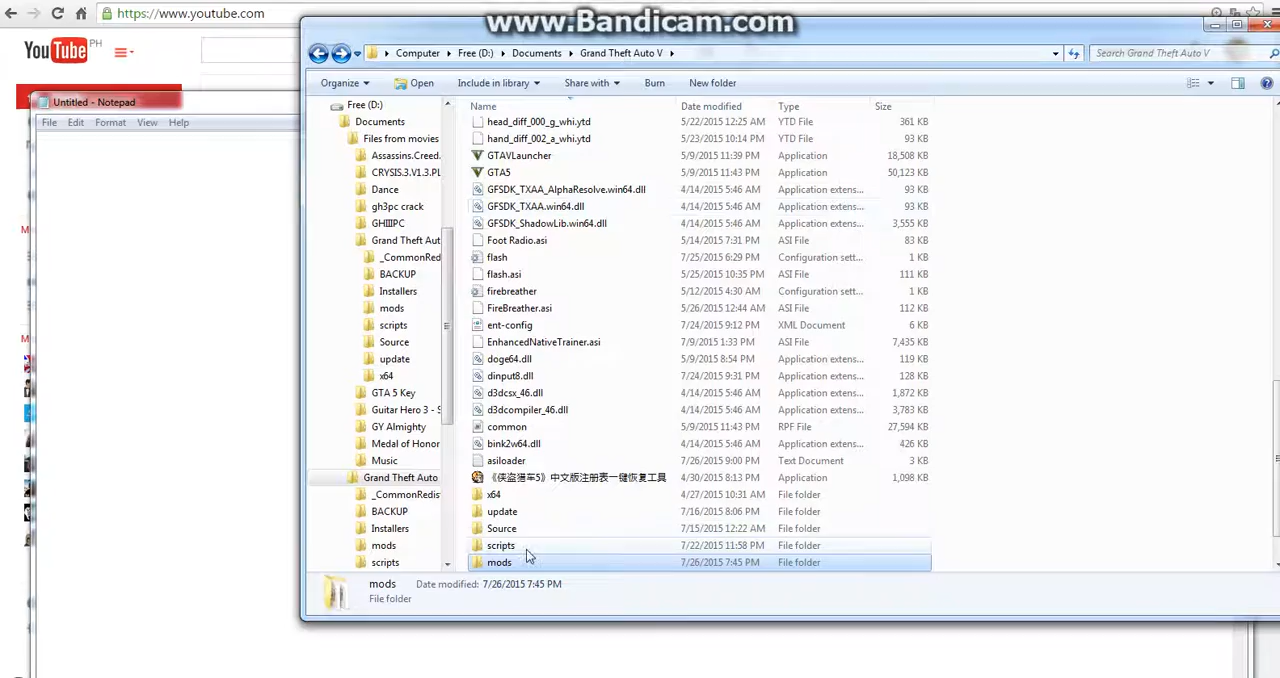 www.Bandicam.com
https://www.youtube.com
YouTube PH
Computer Free (D:) Documents Grand Theft Auto V
Search Grand Theft Auto V
Organize Open Include in library Share with Burn New folder
Untitled - Notepad
File Edit Format View Help
Free (D:)
Documents
Files from movies
Assassins.Creed.
CRYSIS.3.V1.3.PL
Dance
gh3pc crack
GHIIIPC
Grand Theft Aut
_CommonRedi
BACKUP
Installers
mods
scripts
Source
update
x64
GTA 5 Key
Guitar Hero 3 - S
GY Almighty
Medal of Honor
Music
Grand Theft Auto
_CommonRedis
BACKUP
Installers
mods
scripts
Name Date modified Type Size
head_diff_000_g_whi.ytd 5/22/2015 12:25 AM YTD File 361 KB
hand_diff_002_a_whi.ytd 5/23/2015 10:14 PM YTD File 93 KB
GTAVLauncher 5/9/2015 11:39 PM Application 18,508 KB
GTA5 5/9/2015 11:43 PM Application 50,123 KB
GFSDK_TXAA_AlphaResolve.win64.dll 4/14/2015 5:46 AM Application extens... 93 KB
GFSDK_TXAA.win64.dll 4/14/2015 5:46 AM Application extens... 93 KB
GFSDK_ShadowLib.win64.dll 4/14/2015 5:46 AM Application extens... 3,555 KB
Foot Radio.asi 5/14/2015 7:31 PM ASI File 83 KB
flash 7/25/2015 6:29 PM Configuration sett... 1 KB
flash.asi 5/25/2015 10:35 PM ASI File 111 KB
firebreather 5/12/2015 4:30 AM Configuration sett... 1 KB
FireBreather.asi 5/26/2015 12:44 AM ASI File 112 KB
ent-config 7/24/2015 9:12 PM XML Document 6 KB
EnhancedNativeTrainer.asi 7/9/2015 1:33 PM ASI File 7,435 KB
doge64.dll 5/9/2015 8:54 PM Application extens... 119 KB
dinput8.dll 7/24/2015 9:31 PM Application extens... 128 KB
d3dcsx_46.dll 4/14/2015 5:46 AM Application extens... 1,872 KB
d3dcompiler_46.dll 4/14/2015 5:46 AM Application extens... 3,783 KB
common 5/9/2015 11:43 PM RPF File 27,594 KB
bink2w64.dll 4/14/2015 5:46 AM Application extens... 426 KB
asiloader 7/26/2015 9:00 PM Text Document 3 KB
《侠盗猎车5》中文版注册表一键恢复工具 4/30/2015 8:13 PM Application 1,098 KB
x64 4/27/2015 10:31 AM File folder
update 7/16/2015 8:06 PM File folder
Source 7/15/2015 12:22 AM File folder
scripts 7/22/2015 11:58 PM File folder
mods 7/26/2015 7:45 PM File folder
mods Date modified: 7/26/2015 7:45 PM
File folder